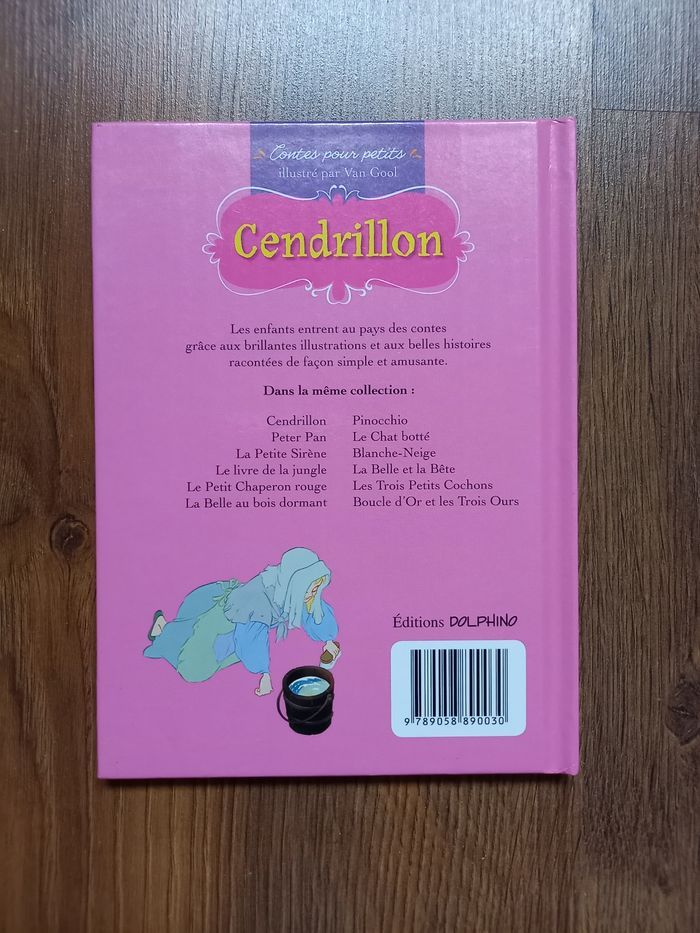 Contes pour petits
illustré par Van Gool
Cendrillon
Les enfants entrent au pays des contes
grâce aux brillantes illustrations et aux belles histoires
racontées de façon simple et amusante.
Dans la même collection :
Cendrillon
Peter Pan
La Petite Sirène
Le livre de la jungle
Le Petit Chaperon rouge
La Belle au bois dormant
Pinocchio
Le Chat botté
Blanche-Neige
La Belle et la Bête
Les Trois Petits Cochons
Boucle d'Or et les Trois Ours
Éditions DOLPHINO
9 789058 890030